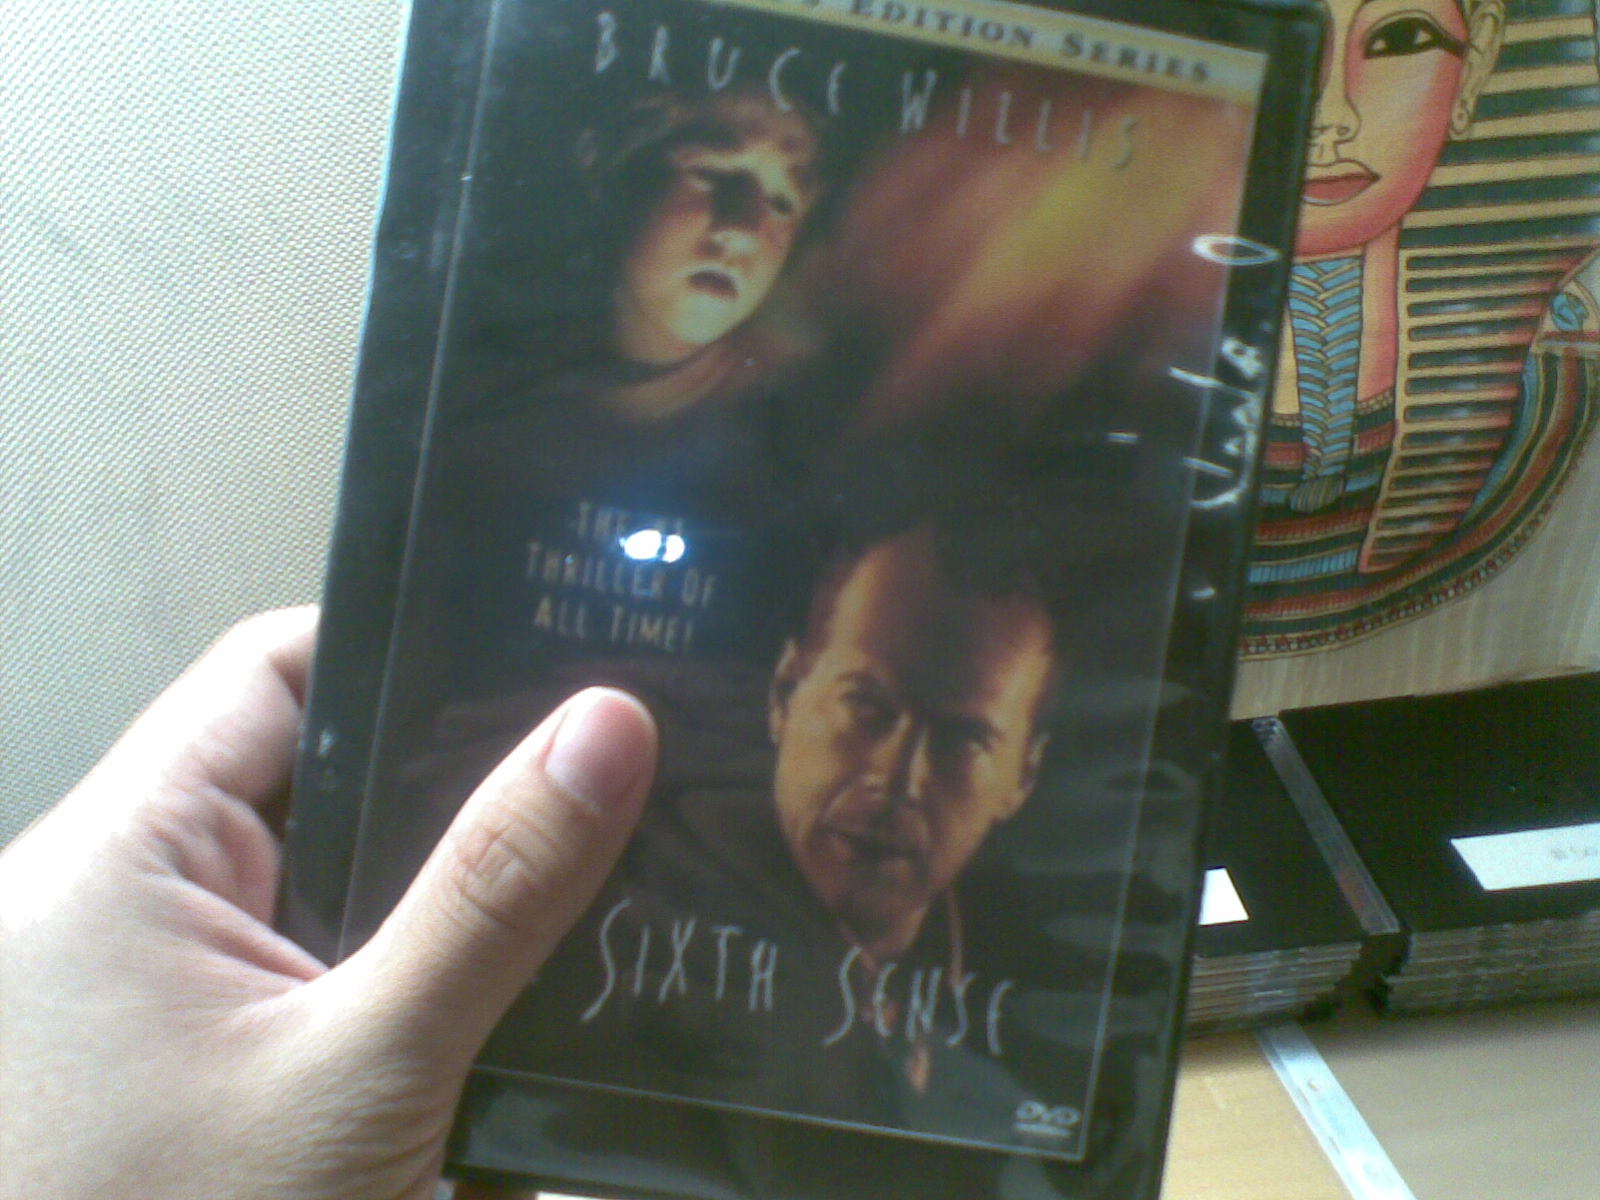 EDITION SERIES
BRUCE WILLIS
THE
THRILLER OF
ALL TIME!
SIXTH SENSE
DVD